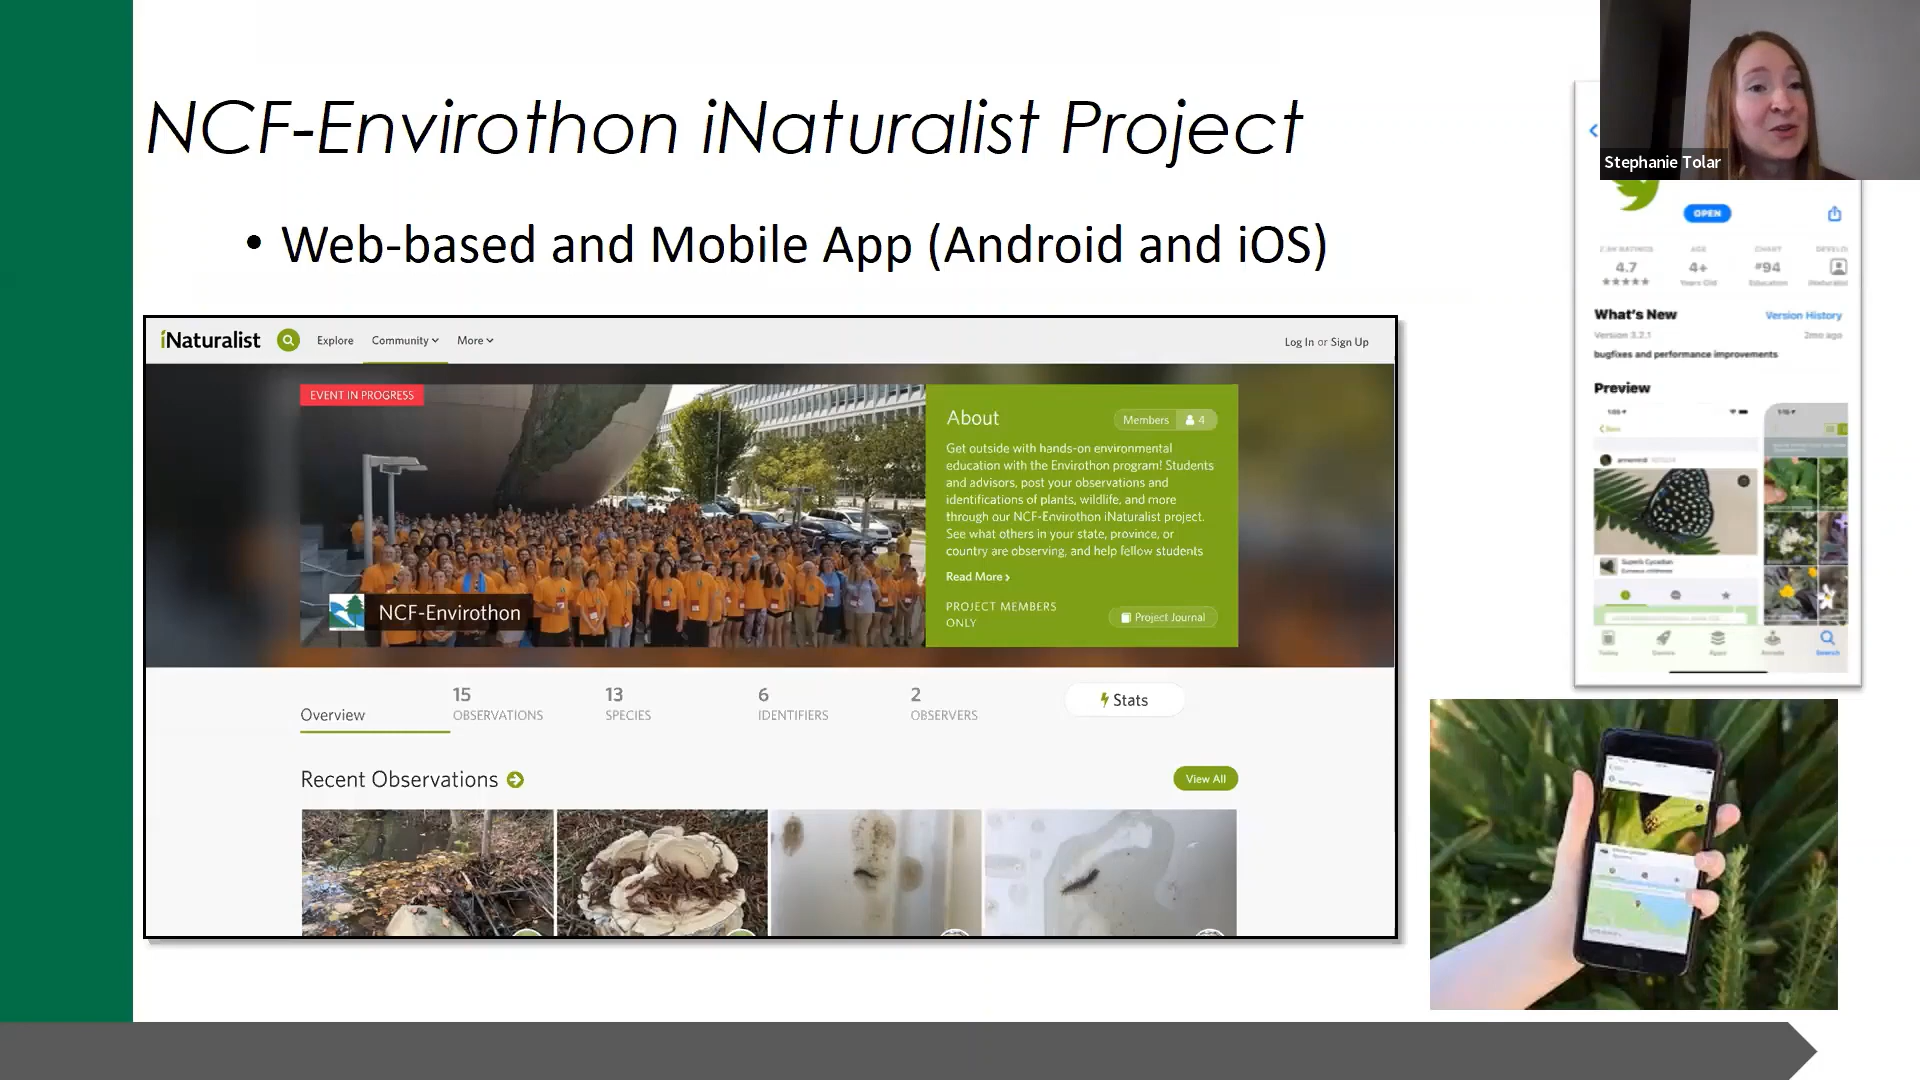 NCF-Envirothon iNaturalist Project
• Web-based and Mobile App (Android and iOS)
iNaturalist
Explore
Community
More
Log In or Sign Up
EVENT IN PROGRESS
NCF-Envirothon
About
Members
4
Get outside with hands-on environmental
education with the Envirothon program! Students
and advisors, post your observations and
identifications of plants, wildlife, and more
through our NCF-Envirothon iNaturalist project.
See what others in your state, province, or
country are observing, and help fellow students
Read More
PROJECT MEMBERS
ONLY
Project Journal
Overview
15
OBSERVATIONS
13
SPECIES
6
IDENTIFIERS
2
OBSERVERS
Stats
Recent Observations
View All
Stephanie Tolar
OPEN
AGE
CHART
4.7
4+
#94
Years Old
Education
What's New
Version History
Version 3.2.1
2mo ago
bugfixes and performance improvements
Preview
Today
Games
Apps
Arcade
Search